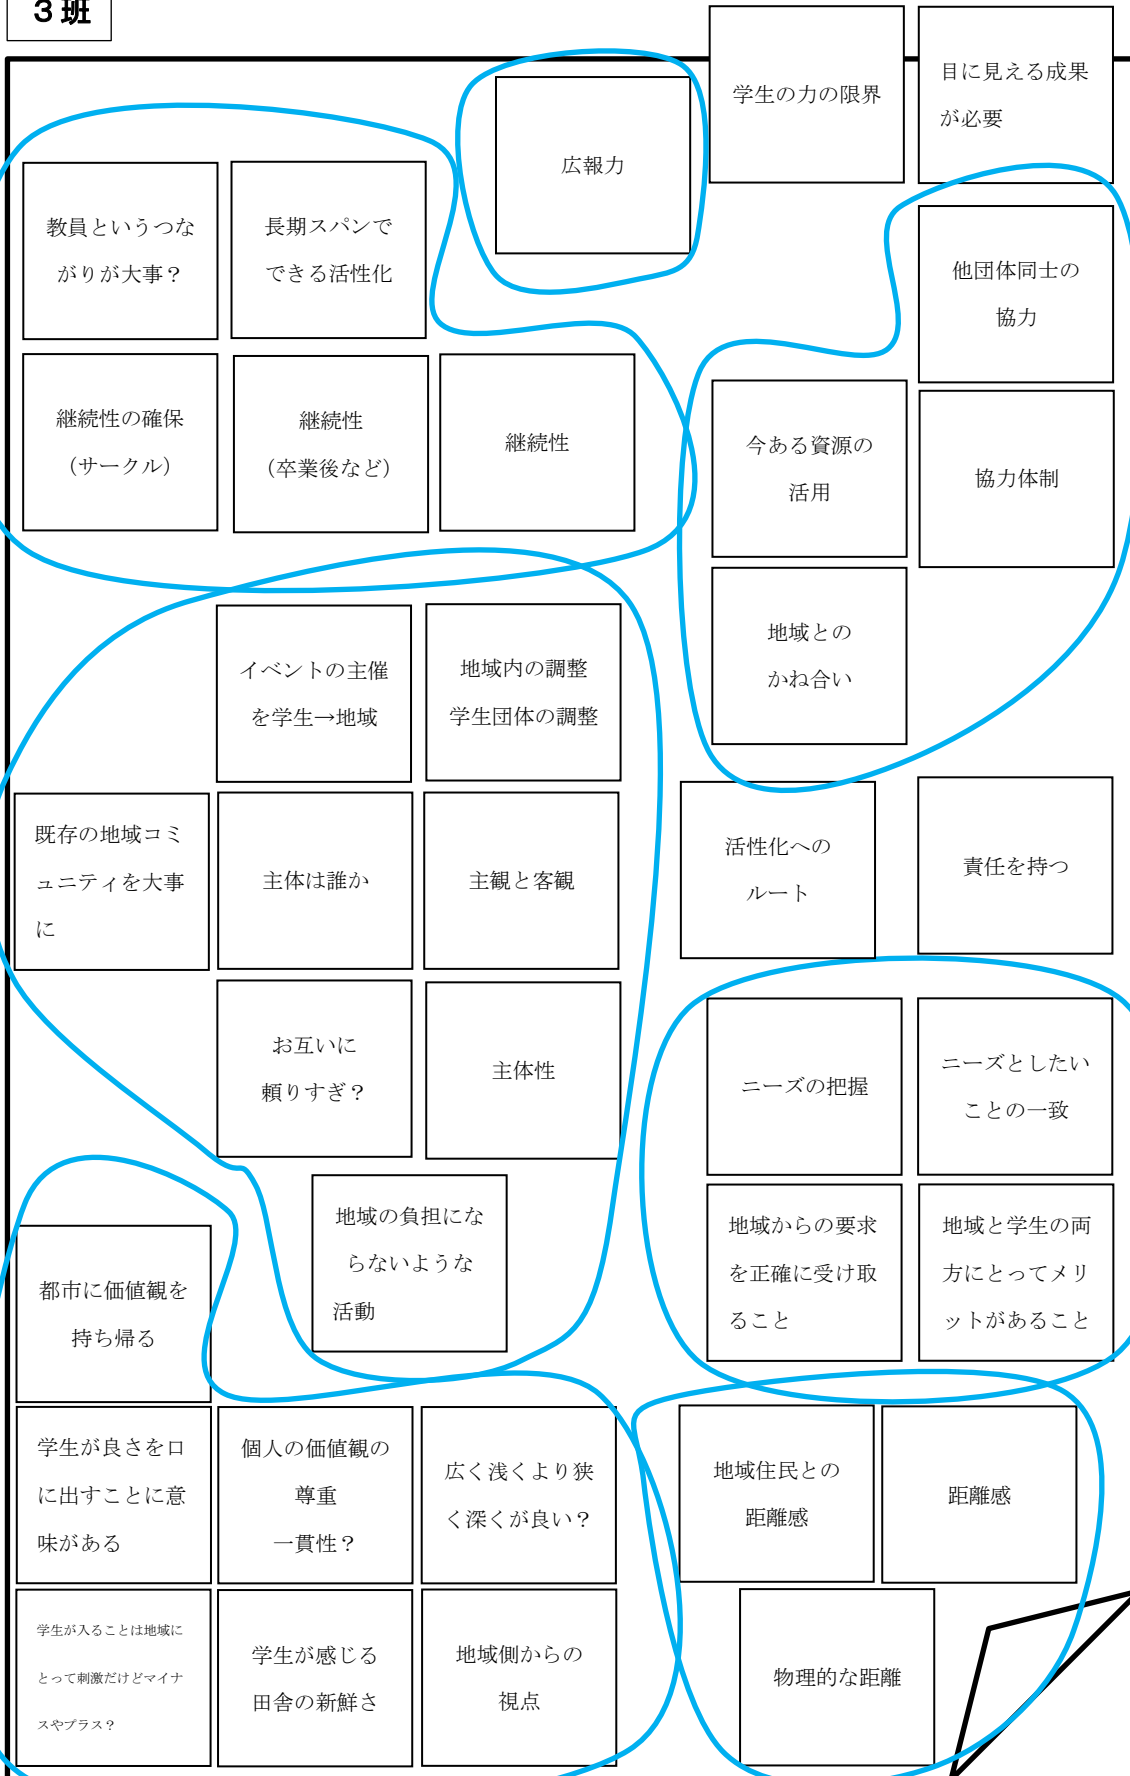 ３班
学生の力の限界
目に見える成果
が必要
広報力
教員というつな
がりが大事？
長期スパンで
できる活性化
他団体同士の
協力
継続性の確保
（サークル）
継続性
（卒業後など）
継続性
今ある資源の
活用
協力体制
地域との
かね合い
イベントの主催
を学生→地域
地域内の調整
学生団体の調整
既存の地域コミ
ュニティを大事
に
主体は誰か
主観と客観
活性化への
ルート
責任を持つ
お互いに
頼りすぎ？
主体性
ニーズの把握
ニーズとしたい
ことの一致
地域の負担にな
らないような
活動
地域からの要求
を正確に受け取
ること
地域と学生の両
方にとってメリ
ットがあること
都市に価値観を
持ち帰る
学生が良さを口
に出すことに意
味がある
個人の価値観の
尊重
一貫性？
広く浅くより狭
く深くが良い？
地域住民との
距離感
距離感
学生が入ることは地域に
とって刺激だけどマイナ
スやプラス？
学生が感じる
田舎の新鮮さ
地域側からの
視点
物理的な距離